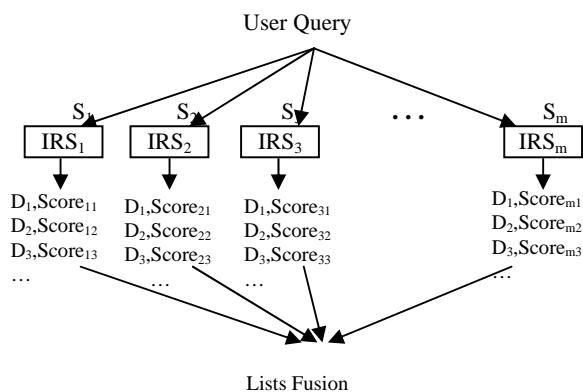 User Query
S₁ S₂ S … Sₘ
IRS₁ IRS₂ IRS₃ IRSₘ
D₁,Score₁₁ D₁,Score₂₁ D₁,Score₃₁ D₁,Scoreₘ₁
D₂,Score₁₂ D₂,Score₂₂ D₂,Score₃₂ D₂,Scoreₘ₂
D₃,Score₁₃ D₃,Score₂₃ D₃,Score₃₃ D₃,Scoreₘ₃
… … … …
Lists Fusion